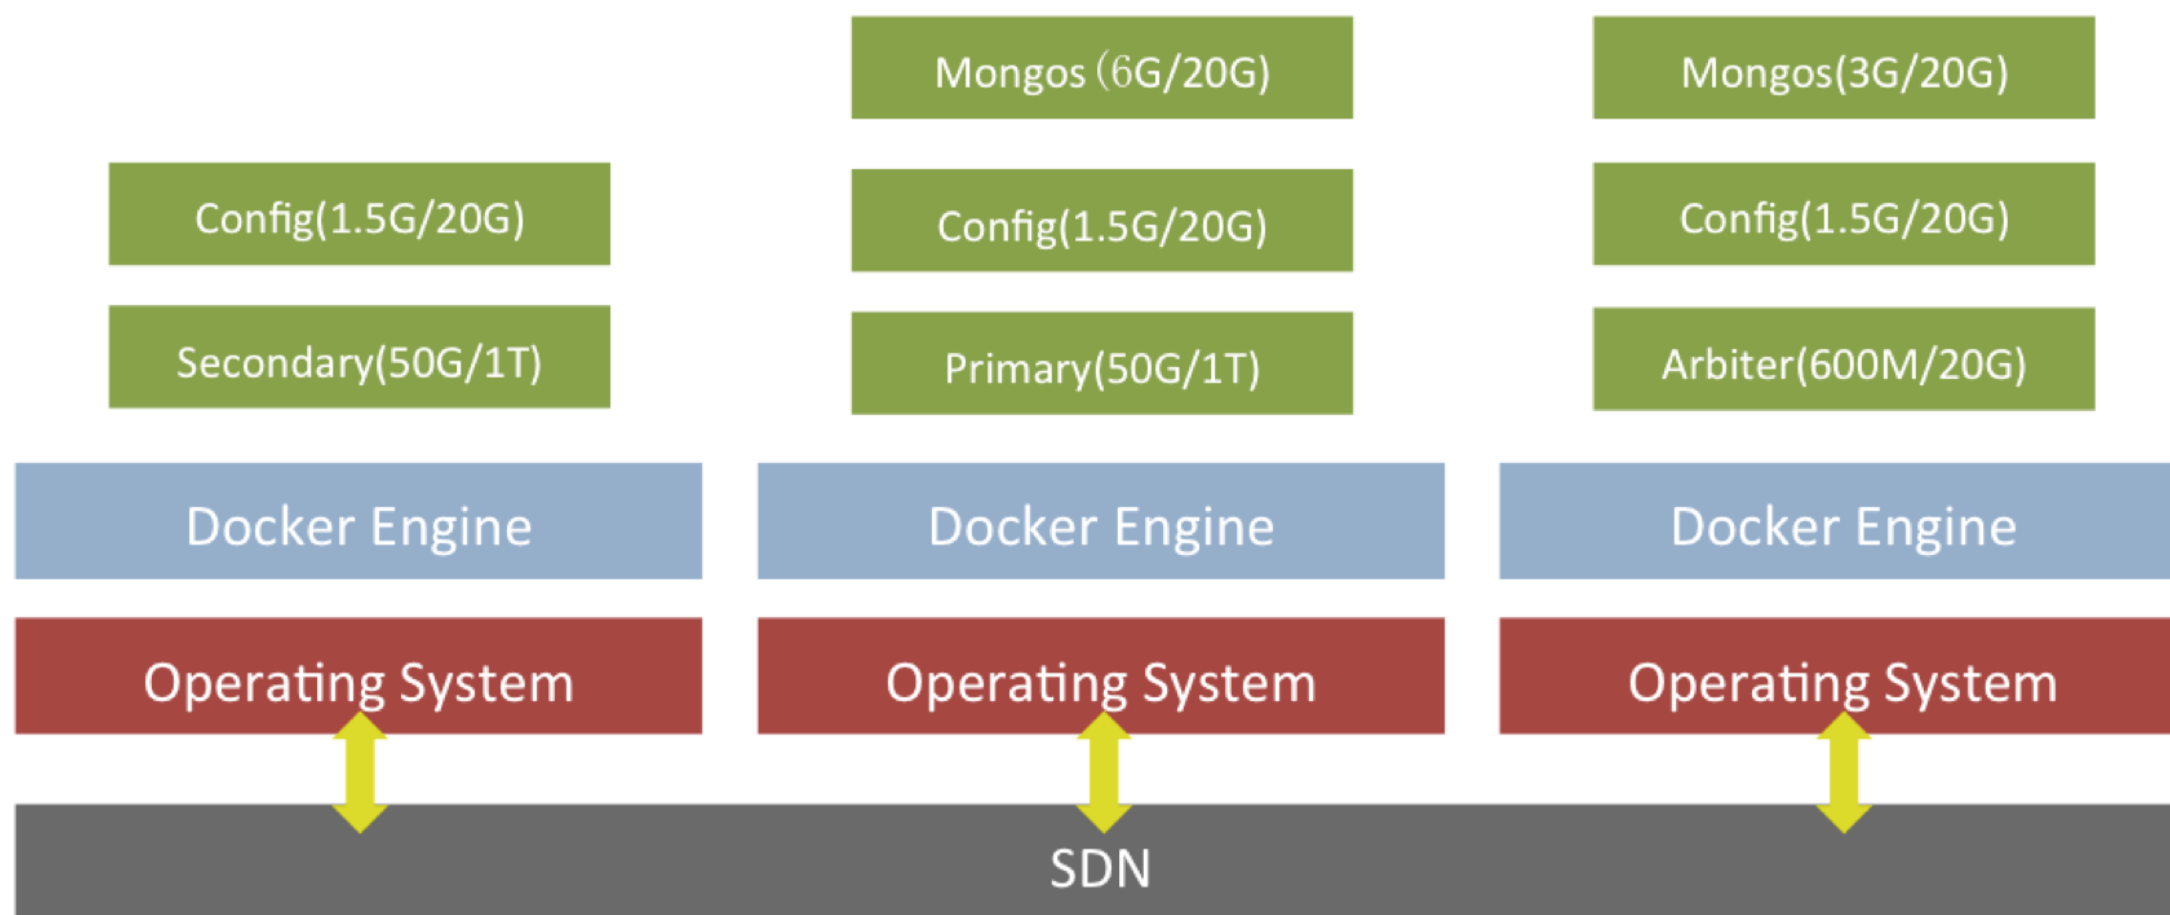 Mongos（6G/20G)
Mongos(3G/20G)
Config(1.5G/20G)
Config(1.5G/20G)
Config(1.5G/20G)
Secondary(50G/1T)
Primary(50G/1T)
Arbiter(600M/20G)
Docker Engine
Docker Engine
Docker Engine
Operating System
Operating System
Operating System
SDN